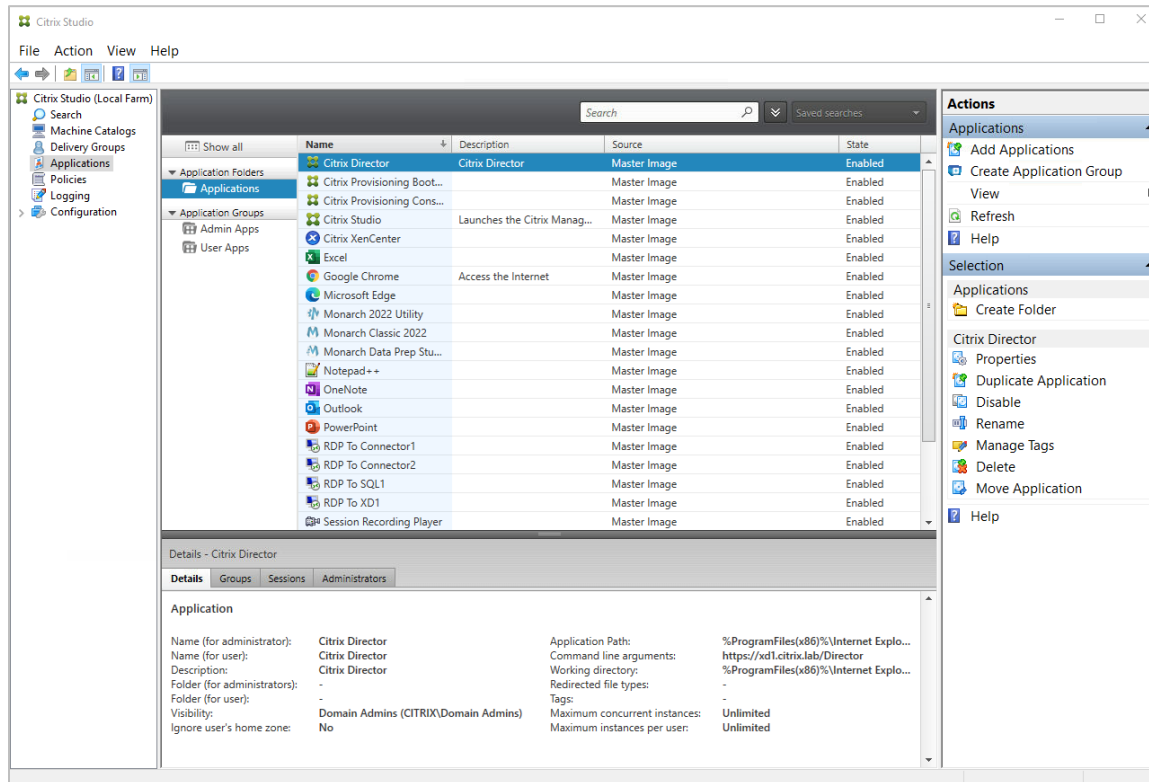 Citrix Studio
File Action View Help
Citrix Studio (Local Farm)
Search
Machine Catalogs
Delivery Groups
Applications
Policies
Logging
Configuration
Search
Saved searches
Show all
Application Folders
Applications
Application Groups
Admin Apps
User Apps
Name Description Source State
Citrix Director Citrix Director Master Image Enabled
Citrix Provisioning Boot... Master Image Enabled
Citrix Provisioning Cons... Master Image Enabled
Citrix Studio Launches the Citrix Manag... Master Image Enabled
Citrix XenCenter Master Image Enabled
Excel Master Image Enabled
Google Chrome Access the Internet Master Image Enabled
Microsoft Edge Master Image Enabled
Monarch 2022 Utility Master Image Enabled
Monarch Classic 2022 Master Image Enabled
Monarch Data Prep Stu... Master Image Enabled
Notepad++ Master Image Enabled
OneNote Master Image Enabled
Outlook Master Image Enabled
PowerPoint Master Image Enabled
RDP To Connector1 Master Image Enabled
RDP To Connector2 Master Image Enabled
RDP To SQL1 Master Image Enabled
RDP To XD1 Master Image Enabled
Session Recording Player Master Image Enabled
Details - Citrix Director
Details Groups Sessions Administrators
Application
Name (for administrator): Citrix Director
Name (for user): Citrix Director
Description: Citrix Director
Folder (for administrators): -
Folder (for user): -
Visibility: Domain Admins (CITRIX\Domain Admins)
Ignore user's home zone: No
Application Path: %ProgramFiles(x86)%\Internet Explo...
Command line arguments: https://xd1.citrix.lab/Director
Working directory: %ProgramFiles(x86)%\Internet Explo...
Redirected file types: -
Tags: -
Maximum concurrent instances: Unlimited
Maximum instances per user: Unlimited
Actions
Applications
Add Applications
Create Application Group
View
Refresh
Help
Selection
Applications
Create Folder
Citrix Director
Properties
Duplicate Application
Disable
Rename
Manage Tags
Delete
Move Application
Help